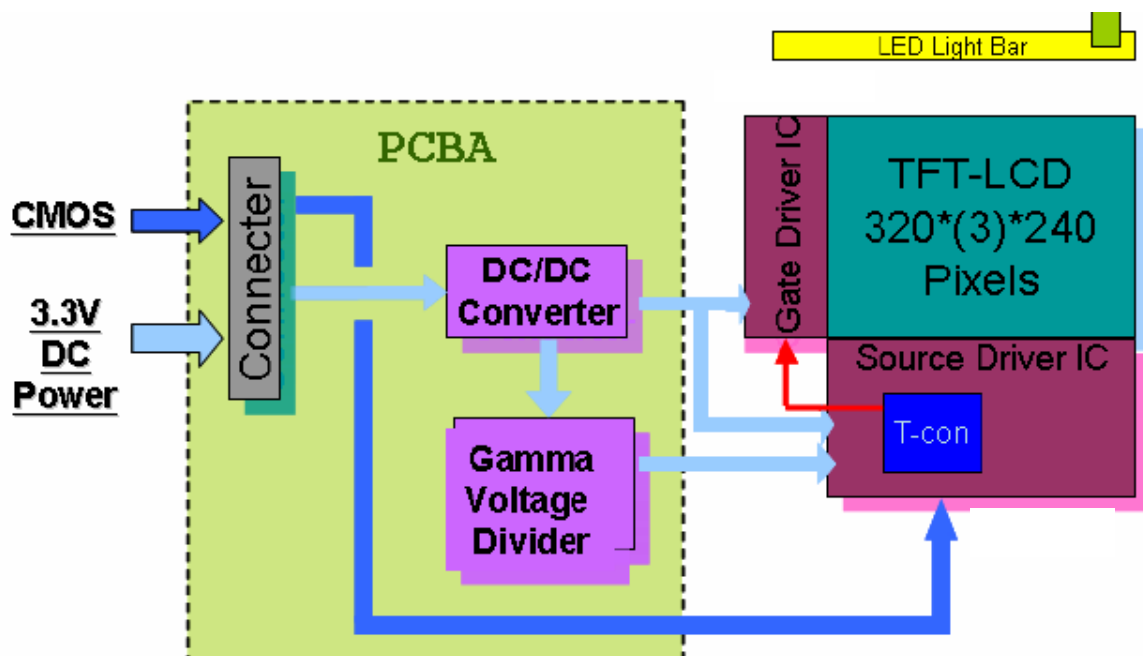 LED Light Bar
PCBA
CMOS
3.3V
DC
Power
Connecter
DC/DC
Converter
Gamma
Voltage
Divider
Gate Driver IC
TFT-LCD
320*(3)*240
Pixels
Source Driver IC
T-con